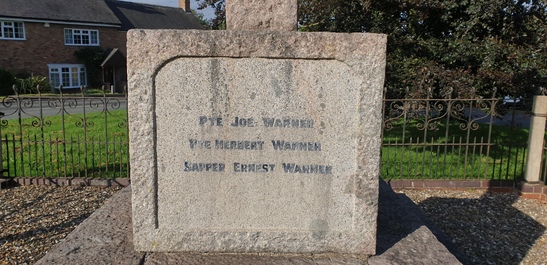 Pte Joe Warner
Pte Herbert Warner
Sapper Ernest Warner